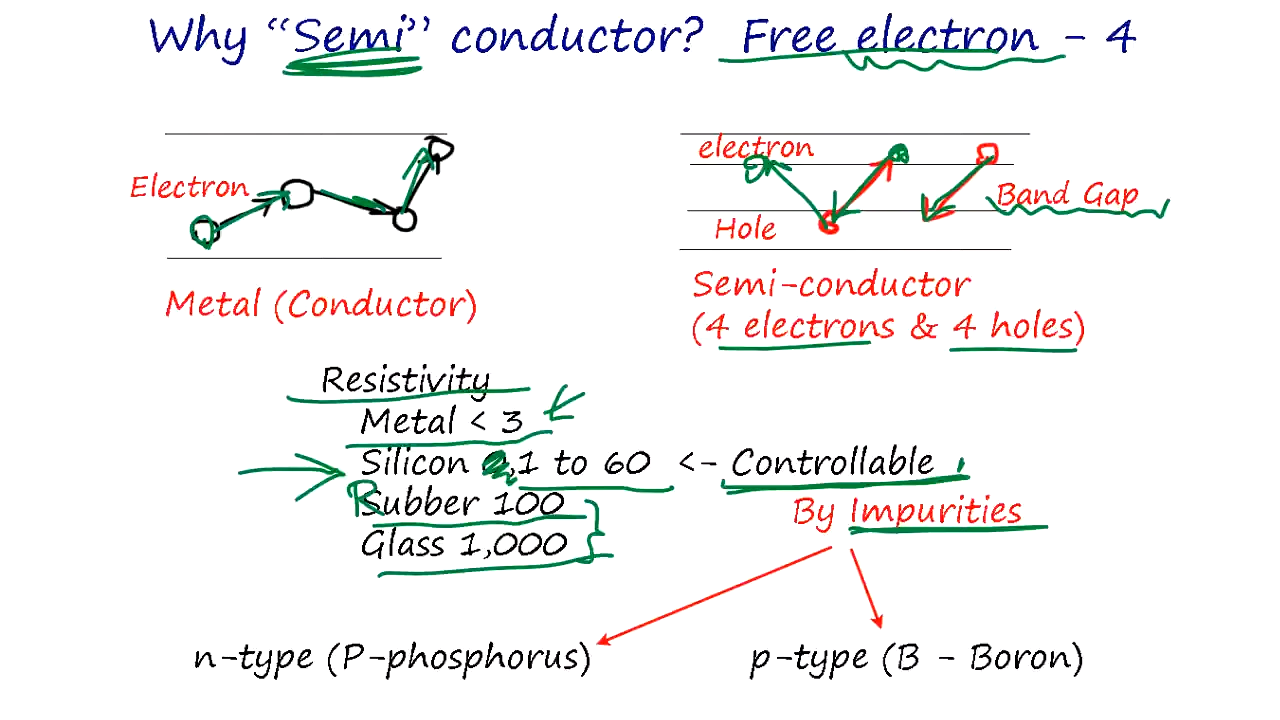 Why “Semi” conductor? Free electron - 4
Electron
electron
Band Gap
Hole
Metal (Conductor)
Semi-conductor
(4 electrons & 4 holes)
Resistivity
Metal < 3
Silicon ,1 to 60 <- Controllable
Rubber 100
By Impurities
Glass 1,000
n-type (P-phosphorus)
p-type (B - Boron)